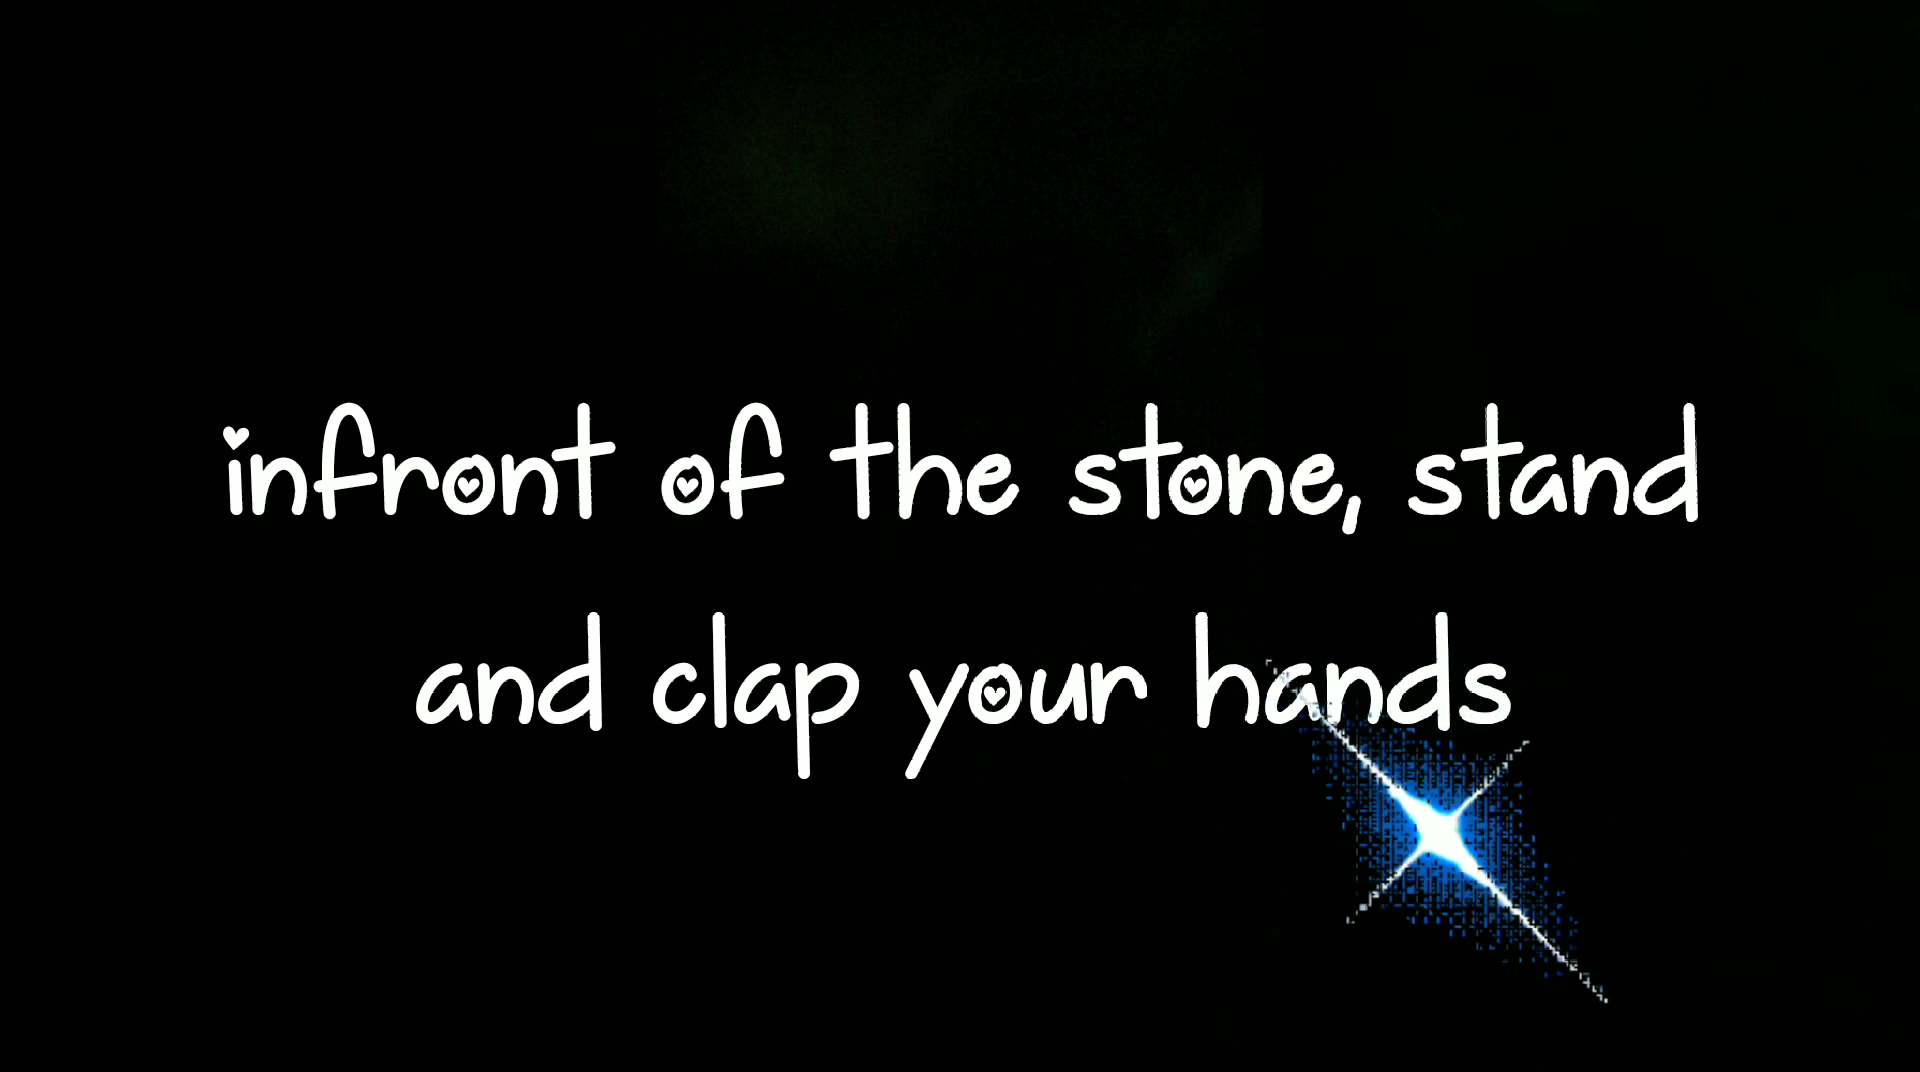 infront of the stone, stand
and clap your hands